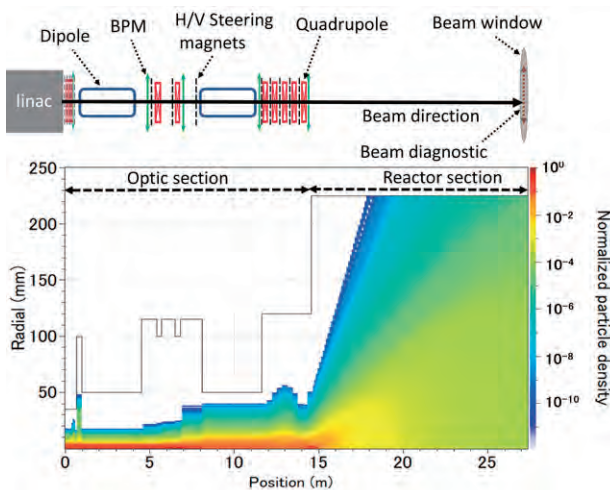 Dipole
BPM
H/V Steering
magnets
Quadrupole
Beam window
linac
Beam direction
Beam diagnostic
Optic section
Reactor section
Radial (mm)
250
200
150
100
50
0
5
10
15
20
25
Position (m)
10⁰
10⁻²
10⁻⁴
10⁻⁶
10⁻⁸
10⁻¹⁰
Normalized particle density